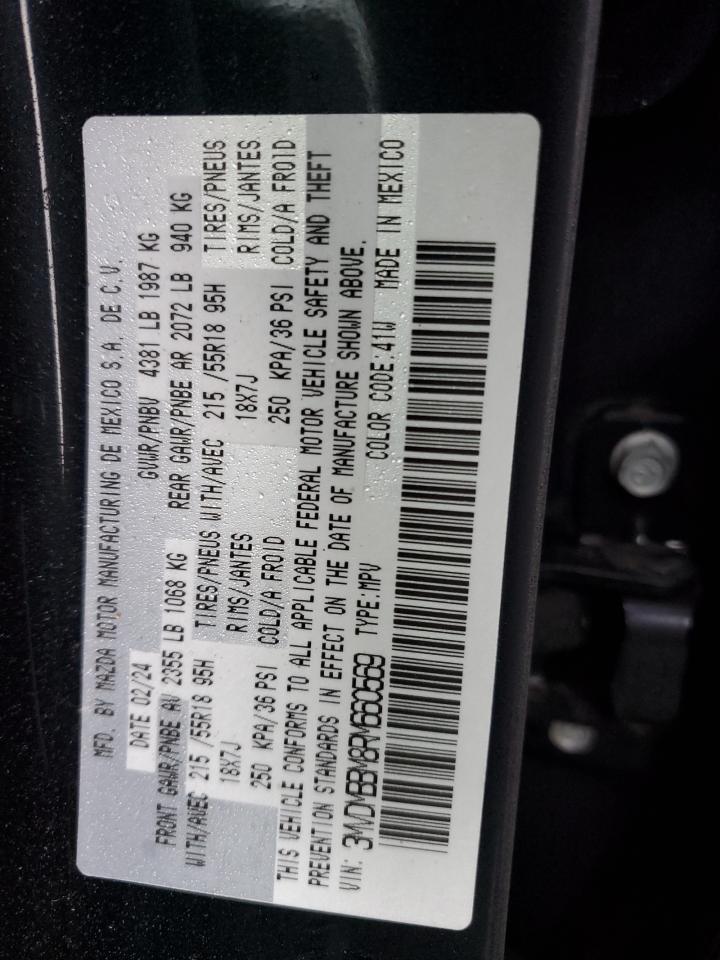 MFD. BY MAZDA MOTOR MANUFACTURING DE MEXICO S.A. DE C.V.
DATE 02/24 GVWR/PNBV 4381 LB 1987 KG
FRONT GAWR/PNBE AV 2355 LB 1068 KG REAR GAWR/PNBE AR 2072 LB 940 KG
WITH/AVEC 215 /55R18 95H TIRES/PNEUS WITH/AVEC 215 /55R18 95H TIRES/PNEUS
18X7J RIMS/JANTES 18X7J RIMS/JANTES
250 KPA/36 PSI COLD/A FROID 250 KPA/36 PSI COLD/A FROID
THIS VEHICLE CONFORMS TO ALL APPLICABLE FEDERAL MOTOR VEHICLE SAFETY AND THEFT
PREVENTION STANDARDS IN EFFECT ON THE DATE OF MANUFACTURE SHOWN ABOVE.
VIN: 3MVDMBBM8RM660569 TYPE:MPV COLOR CODE:41W MADE IN MEXICO